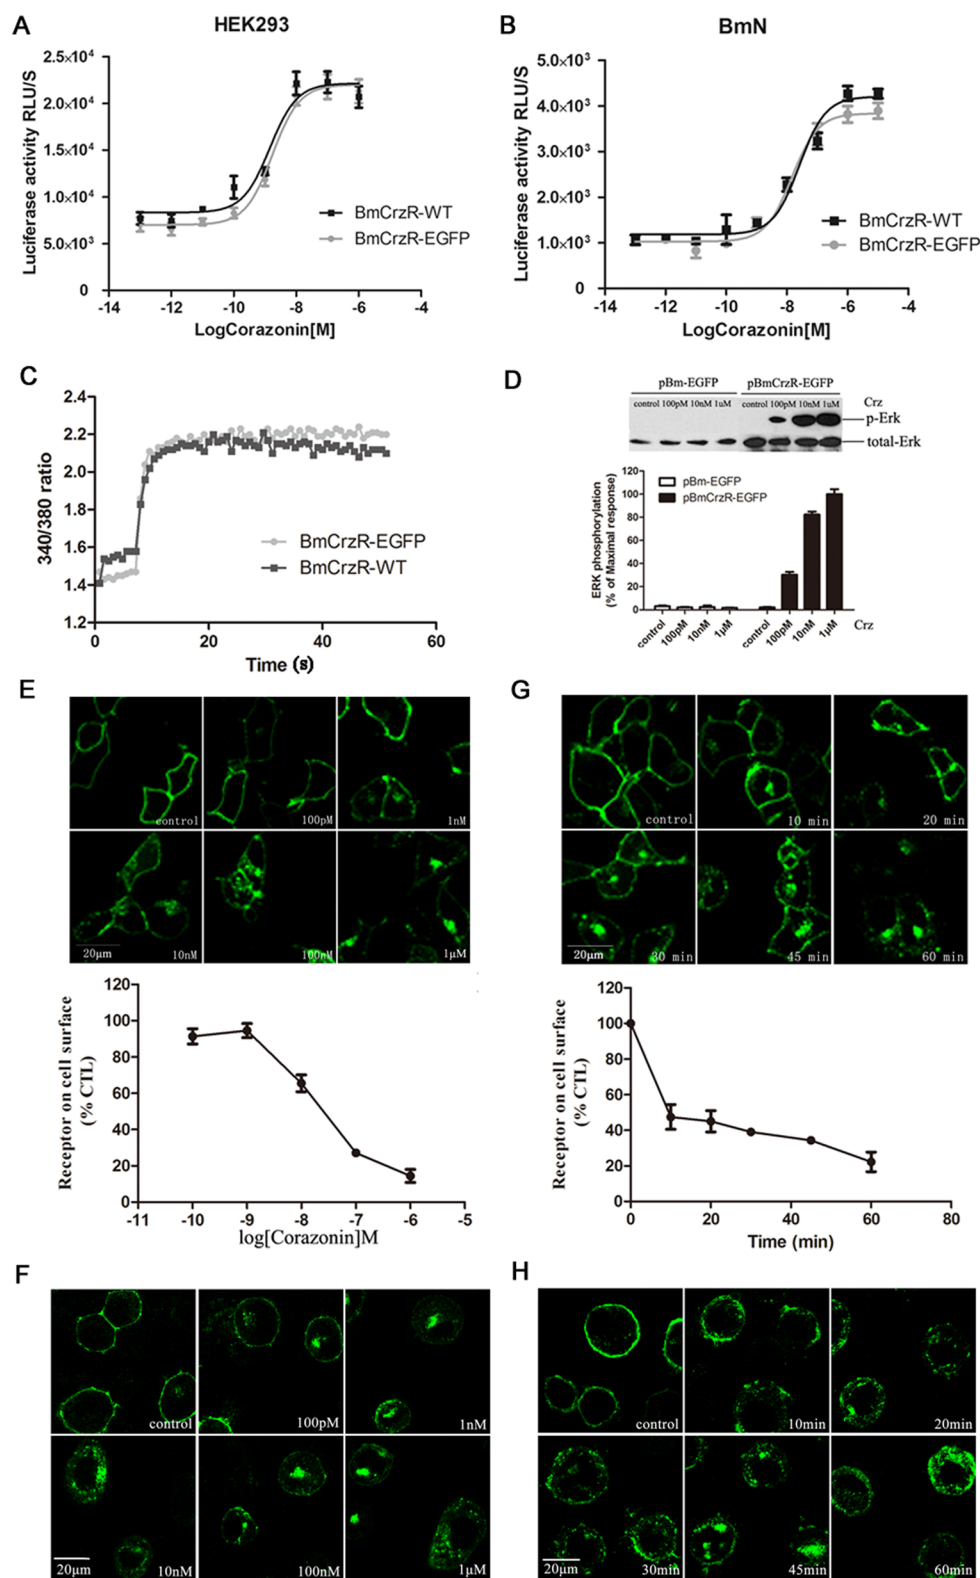 A
HEK293
Luciferase activity RLU/S
2.5×10⁴
2.0×10⁴
1.5×10⁴
1.0×10⁴
5.0×10³
0
BmCrzR-WT
BmCrzR-EGFP
-14 -12 -10 -8 -6 -4
LogCorazonin[M]
B
BmN
Luciferase activity RLU/S
5.0×10³
4.0×10³
3.0×10³
2.0×10³
1.0×10³
0
BmCrzR-WT
BmCrzR-EGFP
-14 -12 -10 -8 -6 -4
LogCorazonin[M]
C
340/380 ratio
2.4
2.2
2.0
1.8
1.6
1.4
1.2
BmCrzR-EGFP
BmCrzR-WT
0 20 40 60
Time (s)
D
pBm-EGFP pBmCrzR-EGFP
control 100pM 10nM 1uM control 100pM 10nM 1uM Crz
p-Erk
total-Erk
ERK phosphorylation
(% of Maximal response)
120
100
80
60
40
20
0
pBm-EGFP
pBmCrzR-EGFP
control 100pM 10nM 1μM control 100pM 10nM 1μM Crz
E
control 100pM 1nM
20μm 10nM 100nM 1μM
Receptor on cell surface
(% CTL)
120
100
80
60
40
20
0
-11 -10 -9 -8 -7 -6 -5
log[Corazonin]M
G
control 10 min 20 min
20μm 30 min 45 min 60 min
Receptor on cell surface
(% CTL)
120
100
80
60
40
20
0
0 20 40 60 80
Time (min)
F
control 100pM 1nM
20μm 10nM 100nM 1μM
H
control 10min 20min
20μm 30min 45min 60min